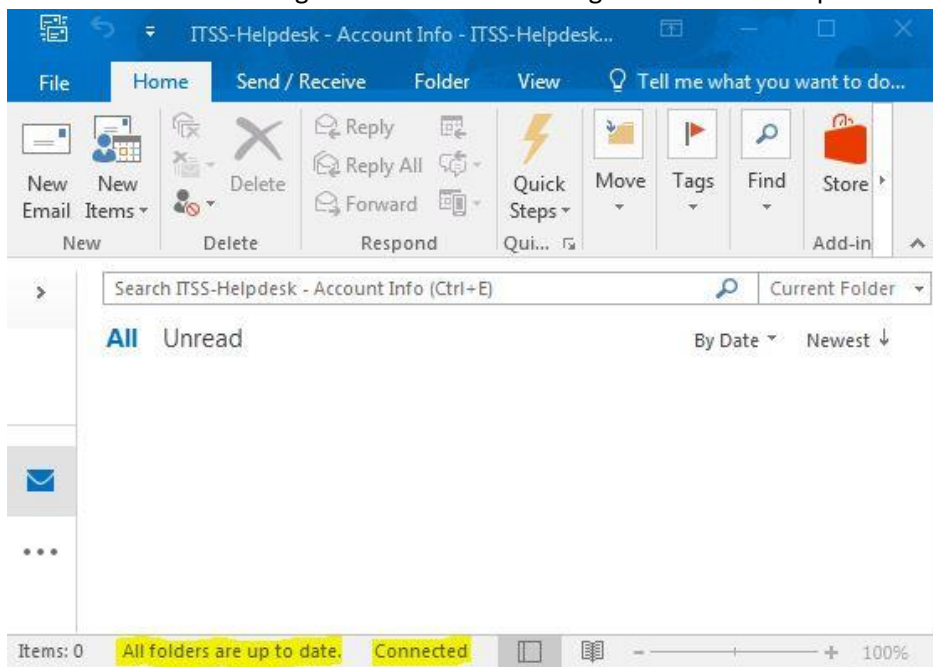 ITSS-Helpdesk - Account Info - ITSS-Helpdesk...
File Home Send / Receive Folder View Tell me what you want to do...
New Email
New Items
Delete
Reply
Reply All
Forward
Quick Steps
Move
Tags
Find
Store
New Delete Respond Qui... Add-in
Search ITSS-Helpdesk - Account Info (Ctrl+E) Current Folder
All Unread By Date Newest
Items: 0 All folders are up to date. Connected 100%